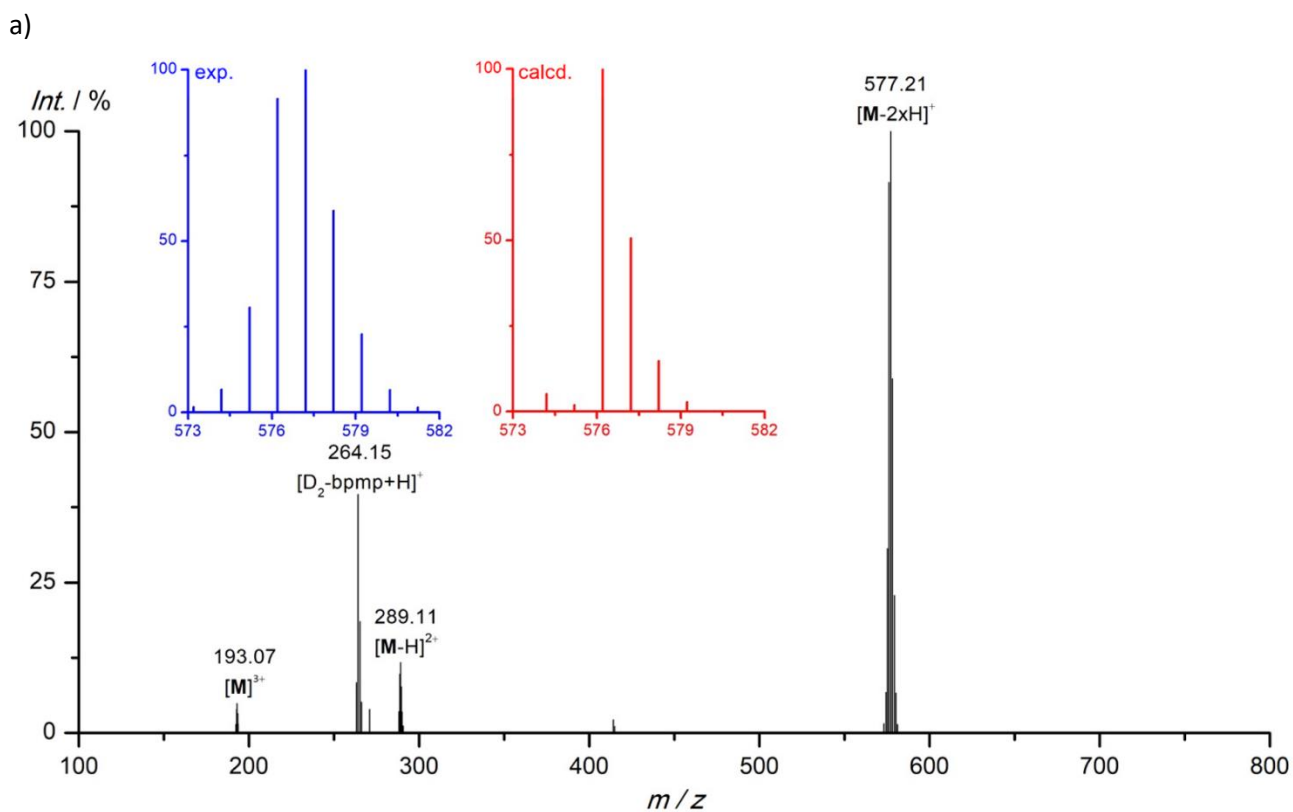 a)
Int. / %
exp.
100
50
0
573 576 579 582
calcd.
100
50
0
573 576 579 582
577.21
[M-2xH]⁺
264.15
[D₂-bpmp+H]⁺
289.11
[M-H]²⁺
193.07
[M]³⁺
100
75
50
25
0
100 200 300 400 500 600 700 800
m / z